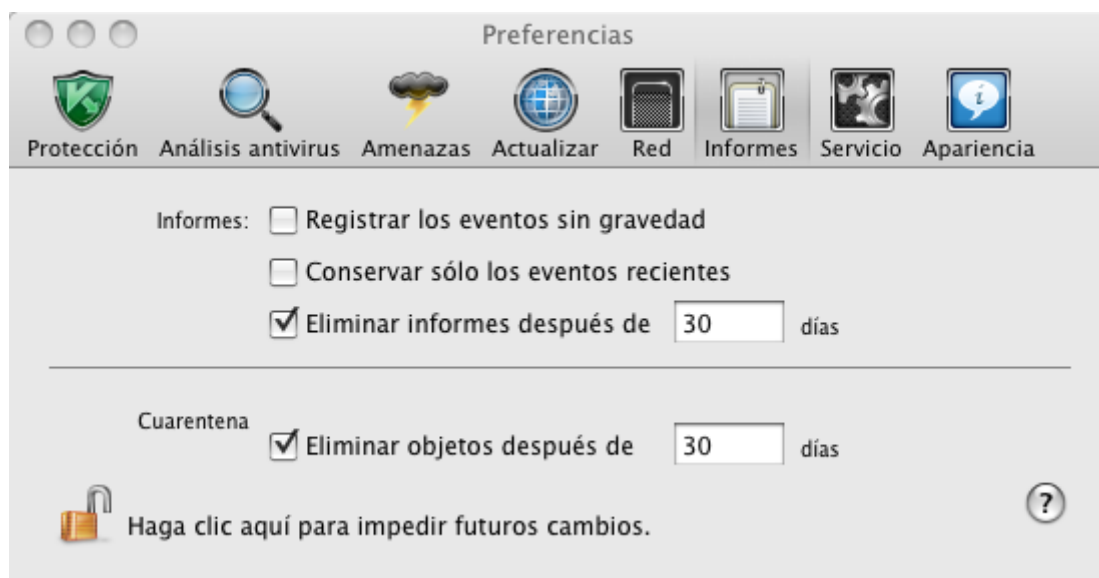 Preferencias
Protección Análisis antivirus Amenazas Actualizar Red Informes Servicio Apariencia
Informes: Registrar los eventos sin gravedad
Conservar sólo los eventos recientes
Eliminar informes después de 30 días
Cuarentena
Eliminar objetos después de 30 días
Haga clic aquí para impedir futuros cambios. ?